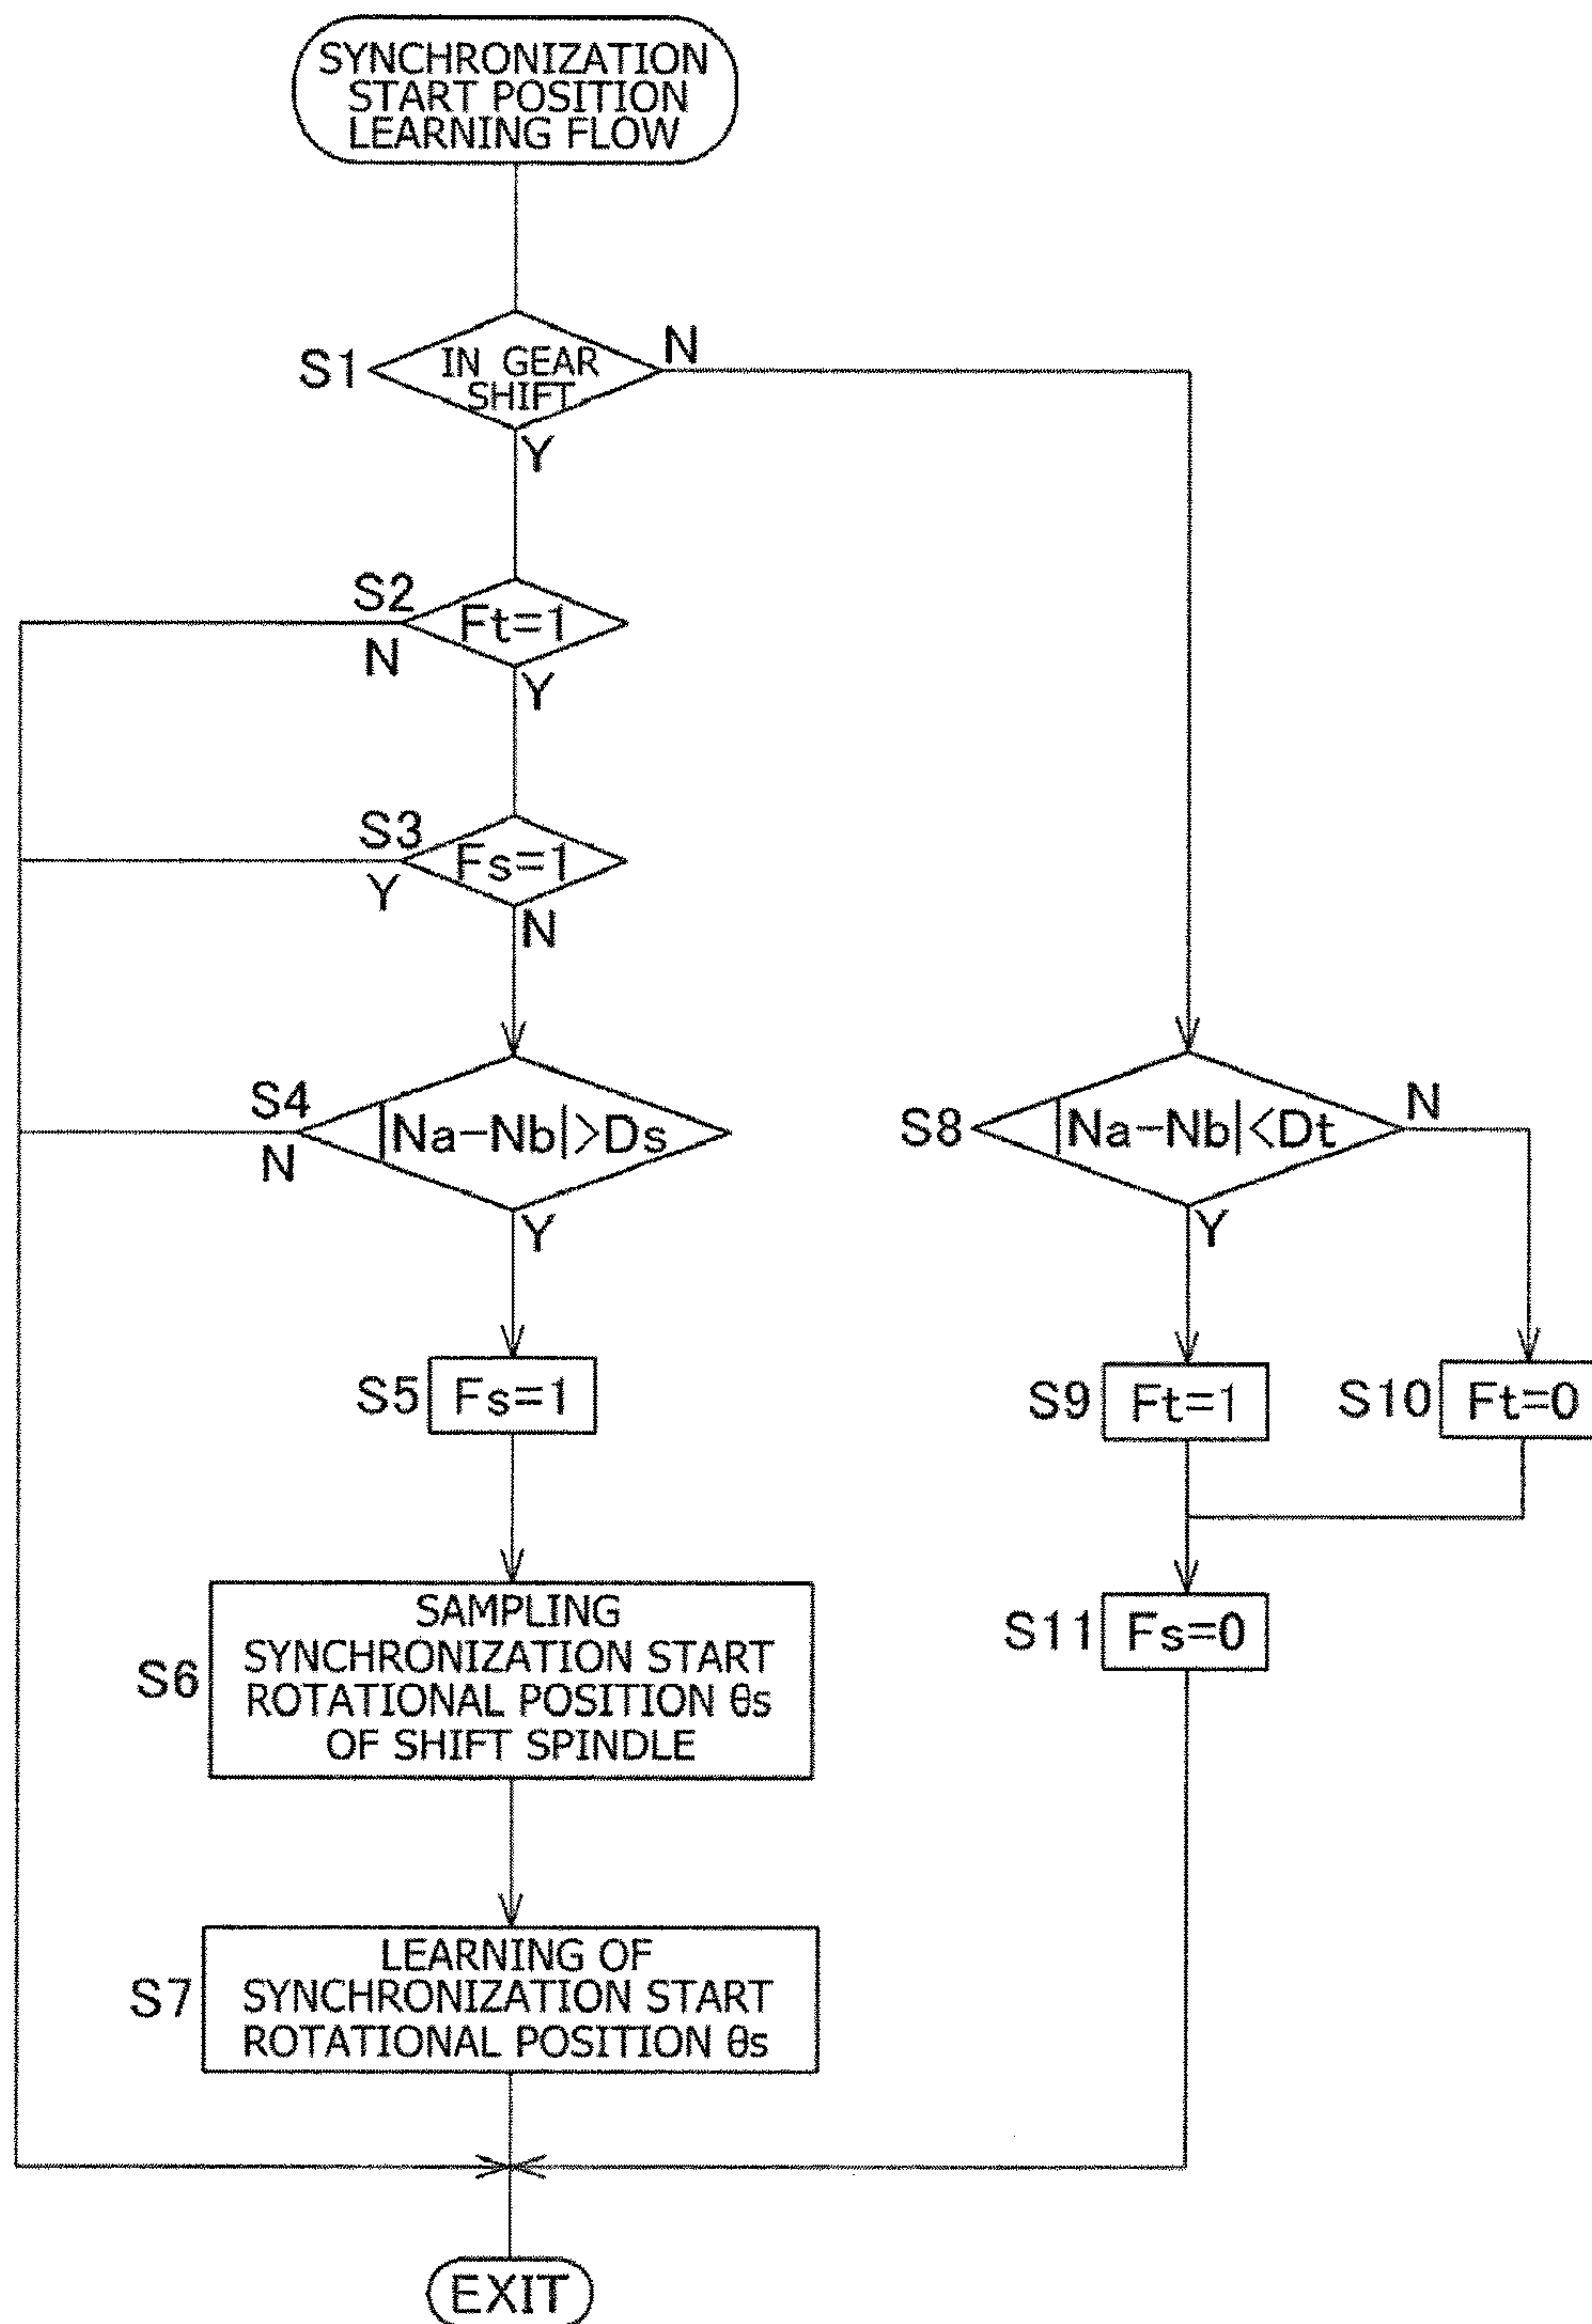 SYNCHRONIZATION
START POSITION
LEARNING FLOW
S1
IN GEAR
SHIFT
N
Y
S2
Ft=1
N
Y
S3
Fs=1
Y
N
S4
|Na-Nb|>Ds
N
Y
S8
|Na-Nb|<Dt
N
Y
S5
Fs=1
S9
Ft=1
S10
Ft=0
S6
SAMPLING
SYNCHRONIZATION START
ROTATIONAL POSITION θs
OF SHIFT SPINDLE
S11
Fs=0
S7
LEARNING OF
SYNCHRONIZATION START
ROTATIONAL POSITION θs
EXIT